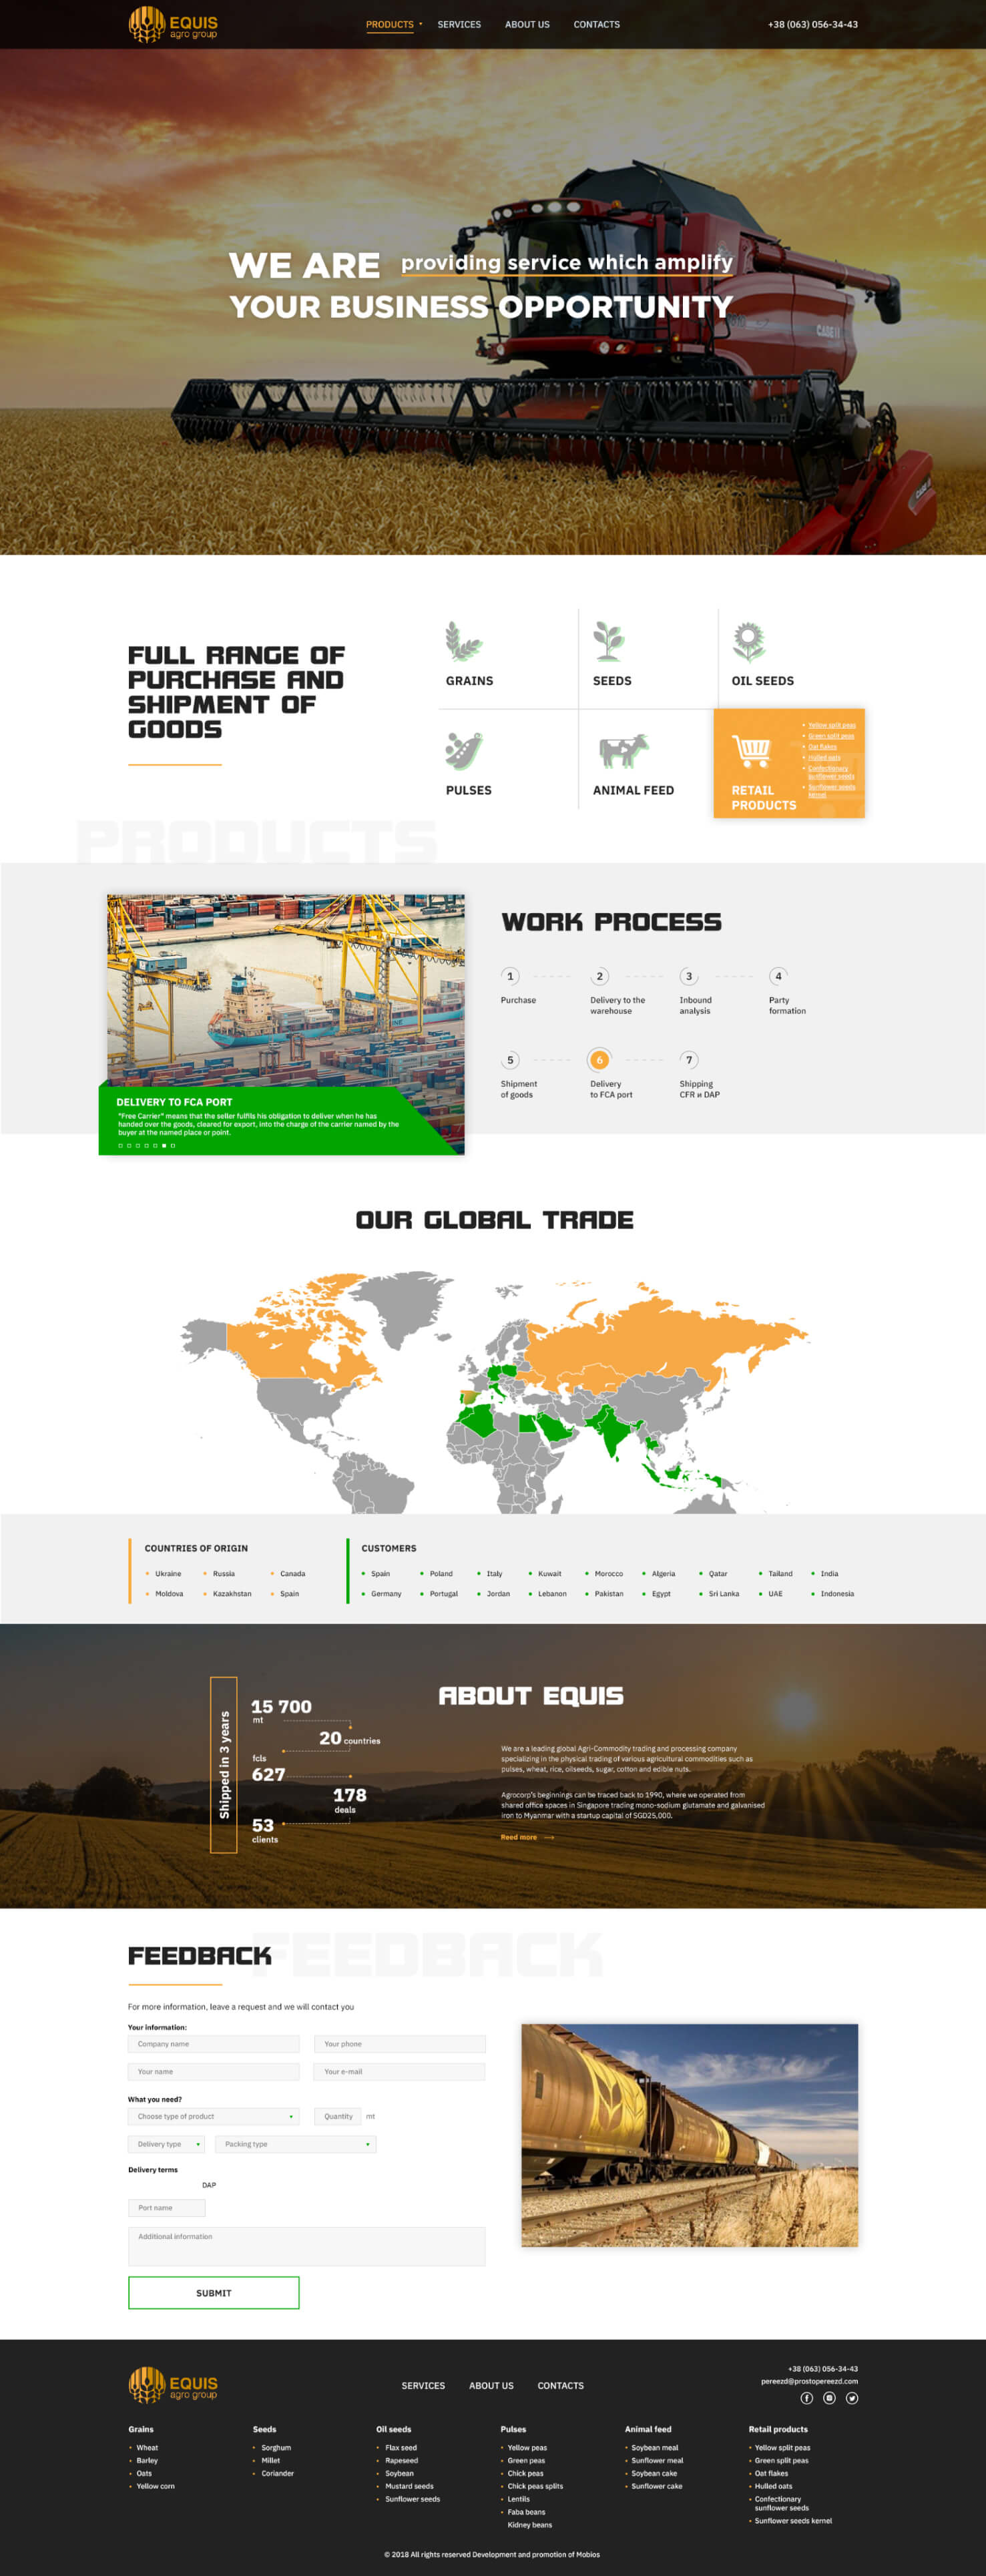 EQUIS
agro group
PRODUCTS
SERVICES
ABOUT US
CONTACTS
+38 (063) 056-34-43
WE ARE providing service which amplify
YOUR BUSINESS OPPORTUNITY
CASE IH
FULL RANGE OF
PURCHASE AND
SHIPMENT OF
GOODS
GRAINS
SEEDS
OIL SEEDS
PULSES
ANIMAL FEED
RETAIL
PRODUCTS
Yellow split peas
Green split peas
Oat flakes
Hulled oats
Confectionary
sunflower seeds
Sunflower seeds
kernel
PRODUCTS
DELIVERY TO FCA PORT
"Free Carrier" means that the seller fulfils his obligation to deliver when he has
handed over the goods, cleared for export, into the charge of the carrier named by the
buyer at the named place or point.
WORK PROCESS
1
Purchase
2
Delivery to the
warehouse
3
Inbound
analysis
4
Party
formation
5
Shipment
of goods
6
Delivery
to FCA port
7
Shipping
CFR и DAP
OUR GLOBAL TRADE
COUNTRIES OF ORIGIN
Ukraine
Russia
Canada
Moldova
Kazakhstan
Spain
CUSTOMERS
Spain
Poland
Italy
Kuwait
Morocco
Algeria
Qatar
Tailand
India
Germany
Portugal
Jordan
Lebanon
Pakistan
Egypt
Sri Lanka
UAE
Indonesia
Shipped in 3 years
15 700
mt
20 countries
fcls
627
178
deals
53
clients
ABOUT EQUIS
We are a leading global Agri-Commodity trading and processing company
specializing in the physical trading of various agricultural commodities such as
pulses, wheat, rice, oilseeds, sugar, cotton and edible nuts.
Agrocorp's beginnings can be traced back to 1990, where we operated from
shared office spaces in Singapore trading mono-sodium glutamate and galvanised
iron to Myanmar with a startup capital of SGD25,000.
Reed more
FEEDBACK
FEEDBACK
For more information, leave a request and we will contact you
Your information:
Company name
Your phone
Your name
Your e-mail
What you need?
Choose type of product
Quantity
mt
Delivery type
Packing type
Delivery terms
DAP
Port name
Additional information
SUBMIT
EQUIS
agro group
SERVICES
ABOUT US
CONTACTS
+38 (063) 056-34-43
pereezd@prostopereezd.com
Grains
Wheat
Barley
Oats
Yellow corn
Seeds
Sorghum
Millet
Coriander
Oil seeds
Flax seed
Rapeseed
Soybean
Mustard seeds
Sunflower seeds
Pulses
Yellow peas
Green peas
Chick peas
Chick peas splits
Lentils
Faba beans
Kidney beans
Animal feed
Soybean meal
Sunflower meal
Soybean cake
Sunflower cake
Retail products
Yellow split peas
Green split peas
Oat flakes
Hulled oats
Confectionary
sunflower seeds
Sunflower seeds kernel
© 2018 All rights reserved Development and promotion of Mobios